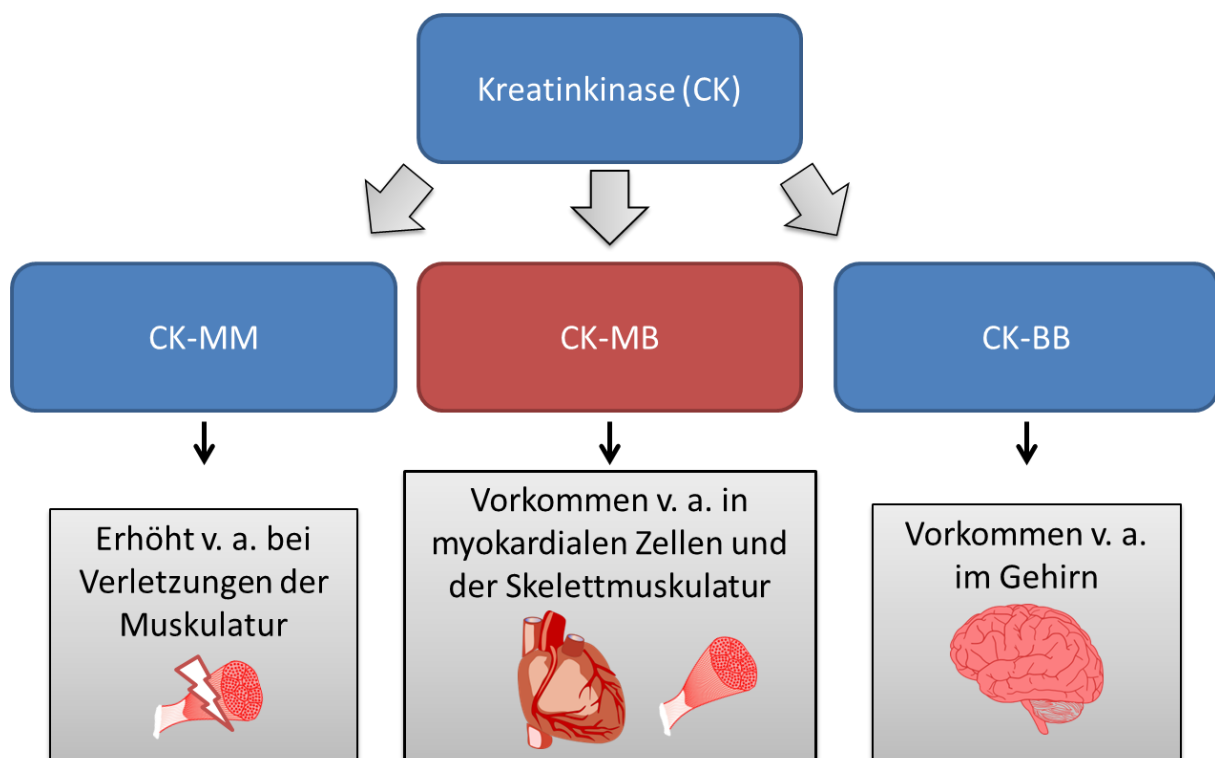 Kreatinkinase (CK)
CK-MM
CK-MB
CK-BB
Erhöht v. a. bei
Verletzungen der
Muskulatur
Vorkommen v. a. in
myokardialen Zellen und
der Skelettmuskulatur
Vorkommen v. a.
im Gehirn